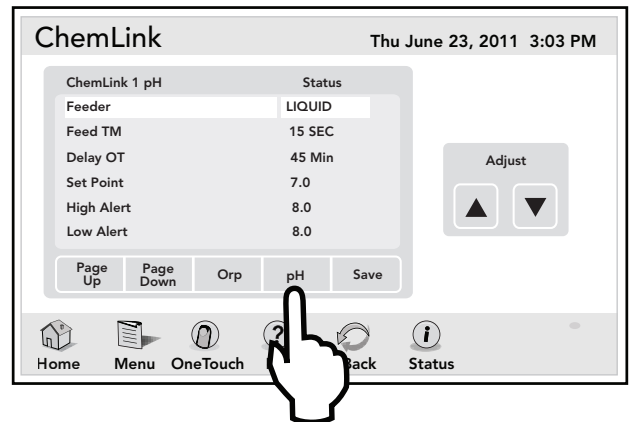 ChemLink
Thu June 23, 2011 3:03 PM
ChemLink 1 pH Status
Feeder LIQUID
Feed TM 15 SEC
Delay OT 45 Min
Set Point 7.0
High Alert 8.0
Low Alert 8.0
Adjust
Page Up
Page Down
Orp
pH
Save
?
i
Home Menu OneTouch Back Status